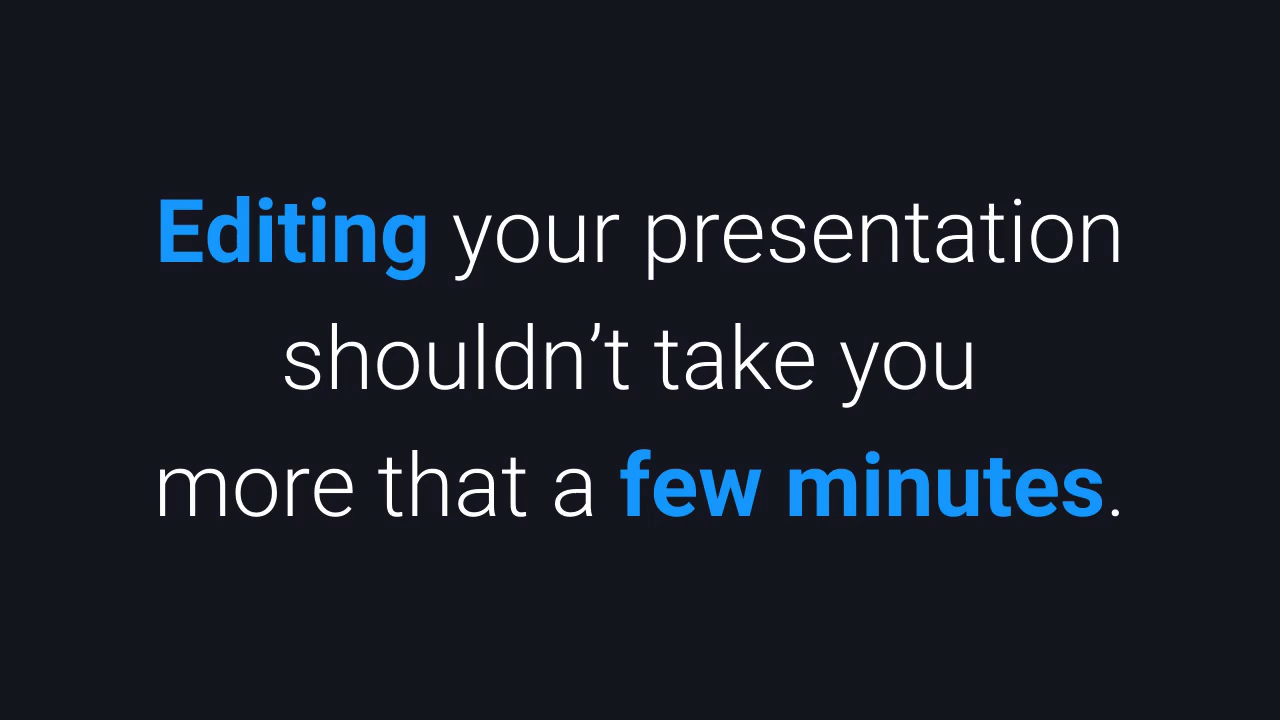 Editing your presentation
shouldn’t take you
more that a few minutes.